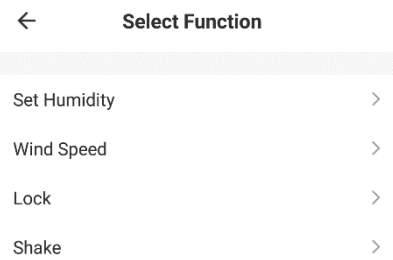 Select Function
Set Humidity
Wind Speed
Lock
Shake